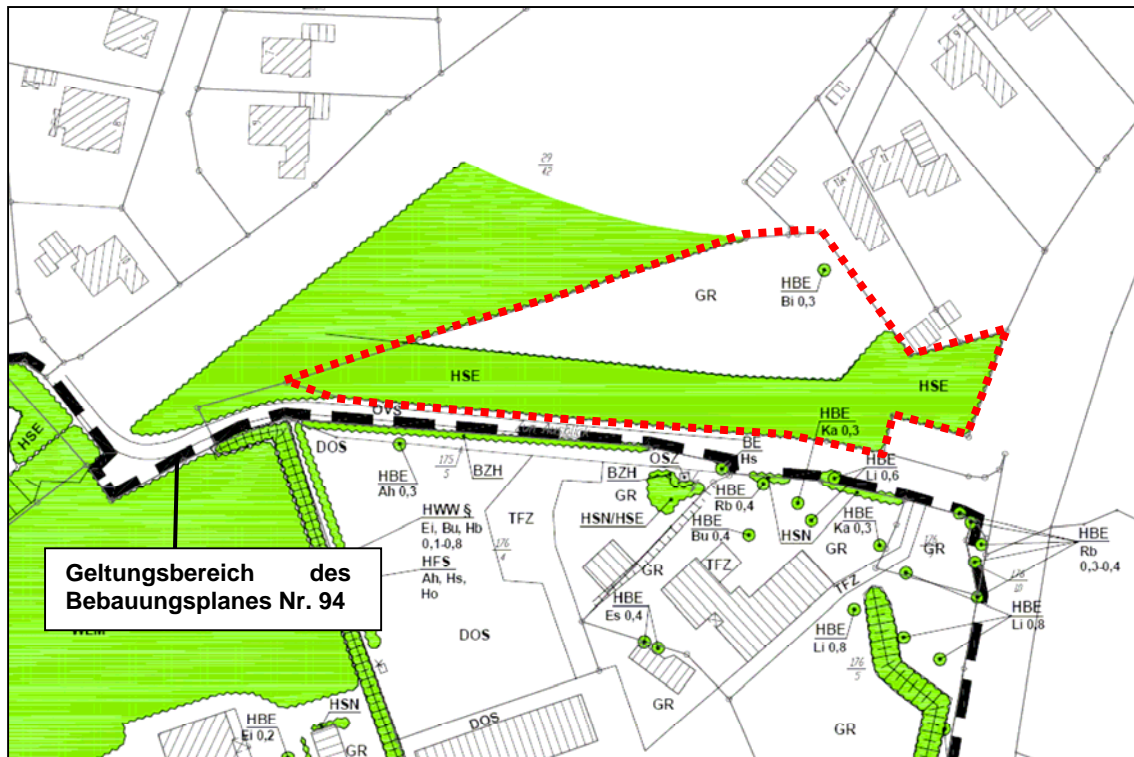 29
42
GR
HBE
Bi 0,3
HSE
HSE
HSE
OVS
HBE
Ka 0,3
DOS
BE
Hs
OSZ
175
5
BZH
BZH
HBE
Ah 0,3
HBE
Li 0,6
GR
HBE
Rb 0,4
HSN/HSE
HSN
HBE
Ka 0,3
HWW §
Ei, Bu, Hb
0,1-0,8
TFZ
176
4
HBE
Bu 0,4
GR
GR
HBE
Rb
0,3-0,4
HFS
Ah, Hs,
Ho
GR
TFZ
TFZ
176
10
Geltungsbereich des
Bebauungsplanes Nr. 94
HBE
Es 0,4
HBE
Li 0,8
HBE
Li 0,8
DOS
176
5
GR
GR
HSN
HBE
Ei 0,2
GR
DOS